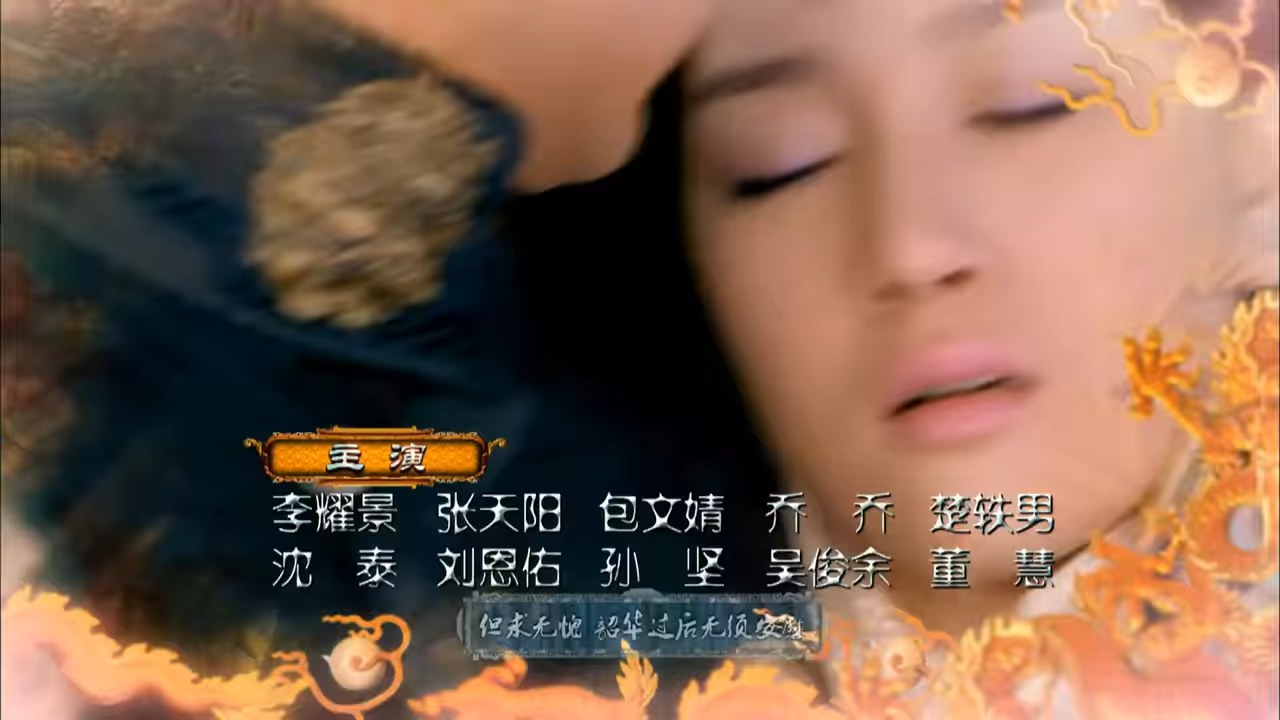 主 演
李耀景 张天阳 包文婧 乔 乔 楚轶男
沈 泰 刘恩佑 孙 坚 吴俊余 董 慧
但求无愧 韶华过后无须安慰